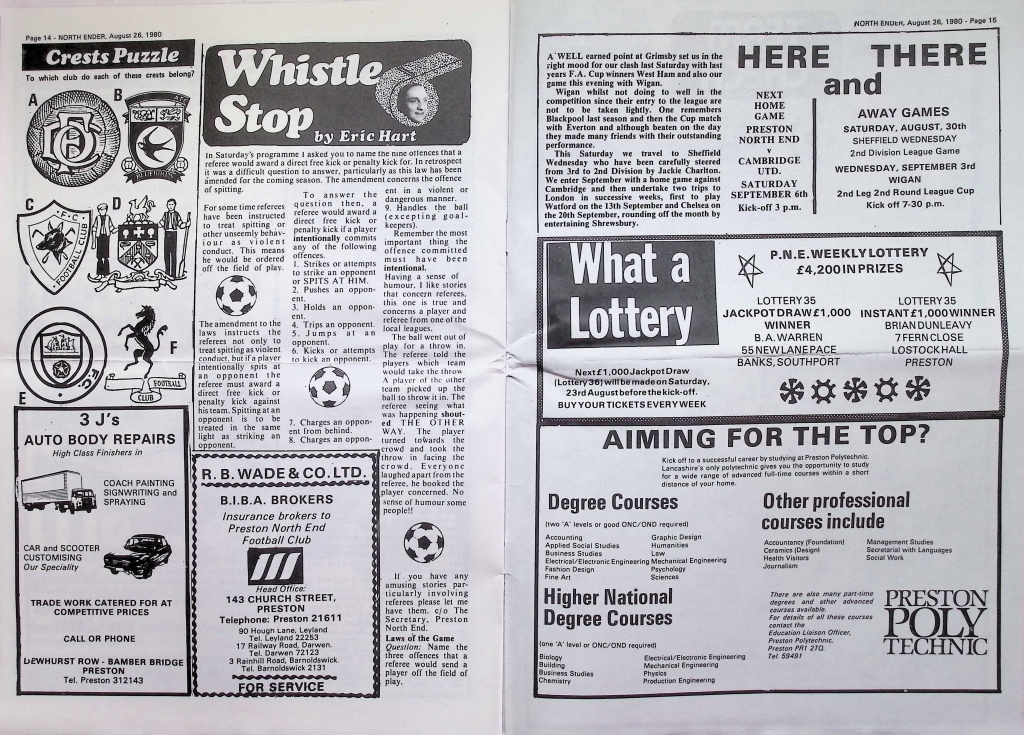 Page 14 - NORTH ENDER, August 26, 1980
Crests Puzzle
To which club do each of these crests belong?
A
B
C
D
F.C.
FOOTBALL CLUB
E
F
F.C.
FOOTBALL
CLUB
3 J's
AUTO BODY REPAIRS
High Class Finishers in
COACH PAINTING
SIGNWRITING and
SPRAYING
CAR and SCOOTER
CUSTOMISING
Our Speciality
TRADE WORK CATERED FOR AT
COMPETITIVE PRICES
CALL OR PHONE
DEWHURST ROW - BAMBER BRIDGE
PRESTON
Tel. Preston 312143
Whistle
Stop
by Eric Hart
In Saturday's programme I asked you to name the nine offences that a
referee would award a direct free kick or penalty kick for. In retrospect
it was a difficult question to answer, particularly as this law has been
amended for the coming season. The amendment concerns the offence
of spitting.
For some time referees
have been instructed
to treat spitting or
other unseemly behav-
iour as violent
conduct. This means
he would be ordered
off the field of play.
The amendment to the
laws instructs the
referees not only to
treat spitting as violent
conduct, but if a player
intentionally spits at
an opponent the
referee must award a
direct free kick or
penalty kick against
his team. Spitting at an
opponent is to be
treated in the same
light as striking an
opponent.
To answer the
question then, a
referee would award a
direct free kick or
penalty kick if a player
intentionally commits
any of the following
offences.
1. Strikes or attempts
to strike an opponent
or SPITS AT HIM.
2. Pushes an oppon-
ent.
3. Holds an oppon-
ent.
4. Trips an opponent.
5. Jumps at an
opponent.
6. Kicks or attempts
to kick an opponent.
7. Charges an oppon-
ent from behind.
8. Charges an oppon-
ent in a violent or
dangerous manner.
9. Handles the ball
(excepting goal-
keepers).
Remember the most
important thing the
offence committed
must have been
intentional.
Having a sense of
humour, I like stories
that concern referees,
this one is true and
concerns a player and
referee from one of the
local leagues.
The ball went out of
play for a throw in.
The referee told the
players which team
would take the throw.
A player of the other
team picked up the
ball to throw it in. The
referee seeing what
was happening shout-
ed THE OTHER
WAY. The player
turned towards the
crowd and took the
throw in facing the
crowd. Everyone
laughed apart from the
referee, he booked the
player concerned. No
sense of humour some
people!!
If you have any
amusing stories par-
ticularly involving
referees please let me
have them. c/o The
Secretary, Preston
North End.
Laws of the Game
Question: Name the
three offences that a
referee would send a
player off the field of
play.
R.B. WADE & CO. LTD.
B.I.B.A. BROKERS
Insurance brokers to
Preston North End
Football Club
Head Office:
143 CHURCH STREET,
PRESTON
Telephone: Preston 21611
90 Hough Lane, Leyland
Tel. Leyland 22253
17 Railway Road, Darwen.
Tel. Darwen 72123
3 Rainhill Road, Barnoldswick.
Tel. Barnoldswick 2131
FOR SERVICE
NORTH ENDER, August 26, 1980 - Page 15
A WELL earned point at Grimsby set us in the
right mood for our clash last Saturday with last
years F.A. Cup winners West Ham and also our
game this evening with Wigan.
Wigan whilst not doing to well in the
competition since their entry to the league are
not to be taken lightly. One remembers
Blackpool last season and then the Cup match
with Everton and although beaten on the day
they made many friends with their outstanding
performance.
This Saturday we travel to Sheffield
Wednesday who have been carefully steered
from 3rd to 2nd Division by Jackie Charlton.
We enter September with a home game against
Cambridge and then undertake two trips to
London in successive weeks, first to play
Watford on the 13th September and Chelsea on
the 20th September, rounding off the month by
entertaining Shrewsbury.
HERE and THERE
NEXT
HOME
GAME
PRESTON
NORTH END
v
CAMBRIDGE
UTD.
SATURDAY
SEPTEMBER 6th
Kick-off 3 p.m.
AWAY GAMES
SATURDAY, AUGUST, 30th
SHEFFIELD WEDNESDAY
2nd Division League Game
WEDNESDAY, SEPTEMBER 3rd
WIGAN
2nd Leg 2nd Round League Cup
Kick off 7-30 p.m.
What a
Lottery
Next £1,000 Jackpot Draw
(Lottery 36) will be made on Saturday,
23rd August before the kick-off.
BUY YOUR TICKETS EVERY WEEK
P.N.E. WEEKLY LOTTERY
£4,200 IN PRIZES
LOTTERY 35
JACKPOT DRAW £1,000
WINNER
B.A. WARREN
55 NEW LANE PACE
BANKS, SOUTHPORT
LOTTERY 35
INSTANT £1,000 WINNER
BRIAN DUNLEAVY
7 FERN CLOSE
LOSTOCK HALL
PRESTON
AIMING FOR THE TOP?
Kick off to a successful career by studying at Preston Polytechnic.
Lancashire's only polytechnic gives you the opportunity to study
for a wide range of advanced full-time courses within a short
distance of your home.
Degree Courses
(two 'A' levels or good ONC/OND required)
Accounting
Applied Social Studies
Business Studies
Electrical/Electronic Engineering
Fashion Design
Fine Art
Graphic Design
Humanities
Law
Mechanical Engineering
Psychology
Sciences
Other professional
courses include
Accountancy (Foundation)
Ceramics (Design)
Health Visitors
Journalism
Management Studies
Secretarial with Languages
Social Work
Higher National
Degree Courses
(one 'A' level or ONC/OND required)
Biology
Building
Business Studies
Chemistry
Electrical/Electronic Engineering
Mechanical Engineering
Physics
Production Engineering
There are also many part-time
degrees and other advanced
courses available.
For details of all these courses
contact the
Education Liaison Officer,
Preston Polytechnic,
Preston PR1 2TQ.
Tel. 59491
PRESTON
POLY
TECHNIC